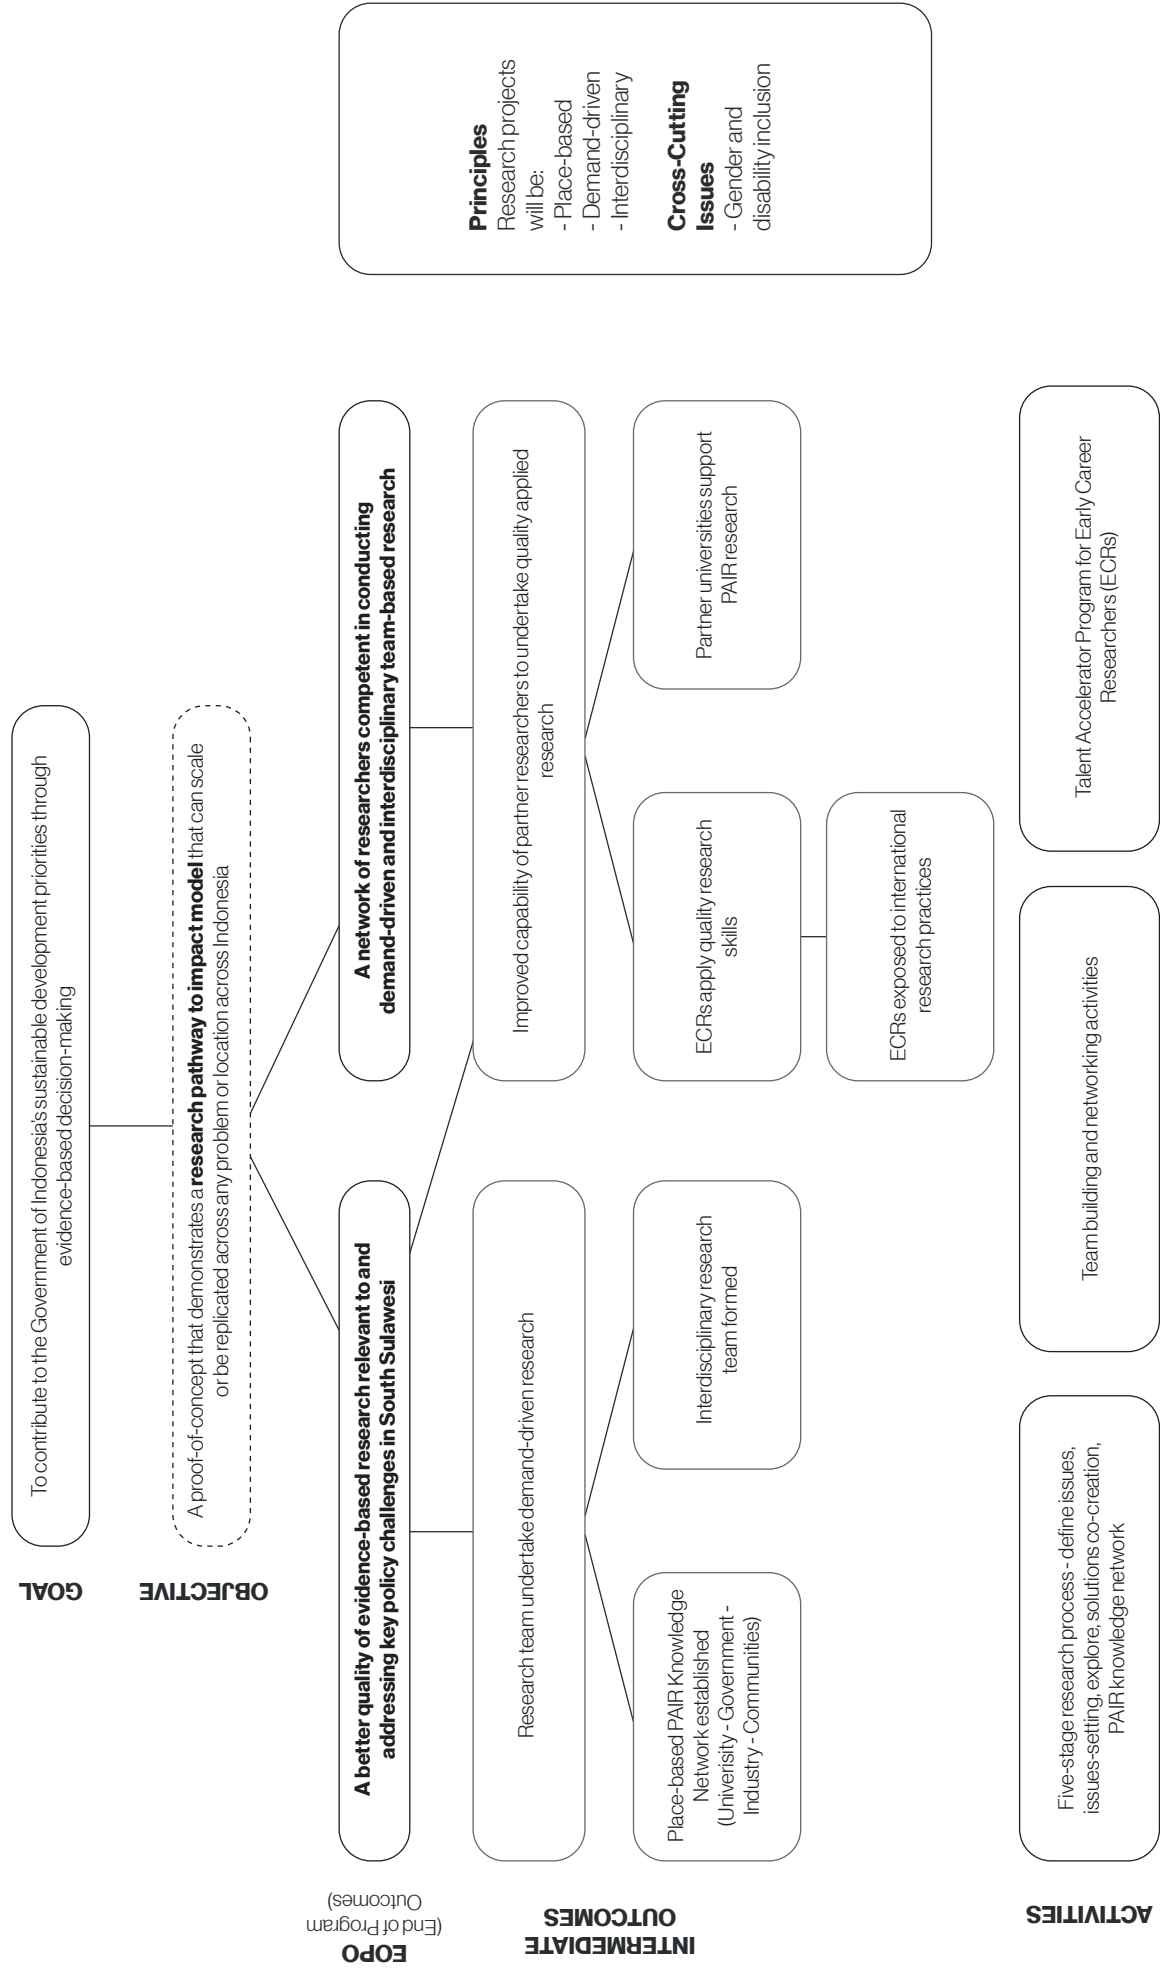 GOAL
To contribute to the Government of Indonesia's sustainable development priorities through
evidence-based decision-making
OBJECTIVE
A proof-of-concept that demonstrates a research pathway to impact model that can scale
or be replicated across any problem or location across Indonesia
EOPO
(End of Program
Outcomes)
A better quality of evidence-based research relevant to and
addressing key policy challenges in South Sulawesi
A network of researchers competent in conducting
demand-driven and interdisciplinary team-based research
INTERMEDIATE
OUTCOMES
Research team undertake demand-driven research
Improved capability of partner researchers to undertake quality applied
research
Place-based PAIR Knowledge
Network established
(Univerisity - Government -
Industry - Communities)
Interdisciplinary research
team formed
ECRs apply quality research
skills
Partner universities support
PAIR research
ECRs exposed to international
research practices
ACTIVITIES
Five-stage research process - define issues,
issues-setting, explore, solutions co-creation,
PAIR knowledge network
Team building and networking activities
Talent Accelerator Program for Early Career
Researchers (ECRs)
Principles
Research projects
will be:
- Place-based
- Demand-driven
- Interdisciplinary
Cross-Cutting
Issues
- Gender and
disability inclusion